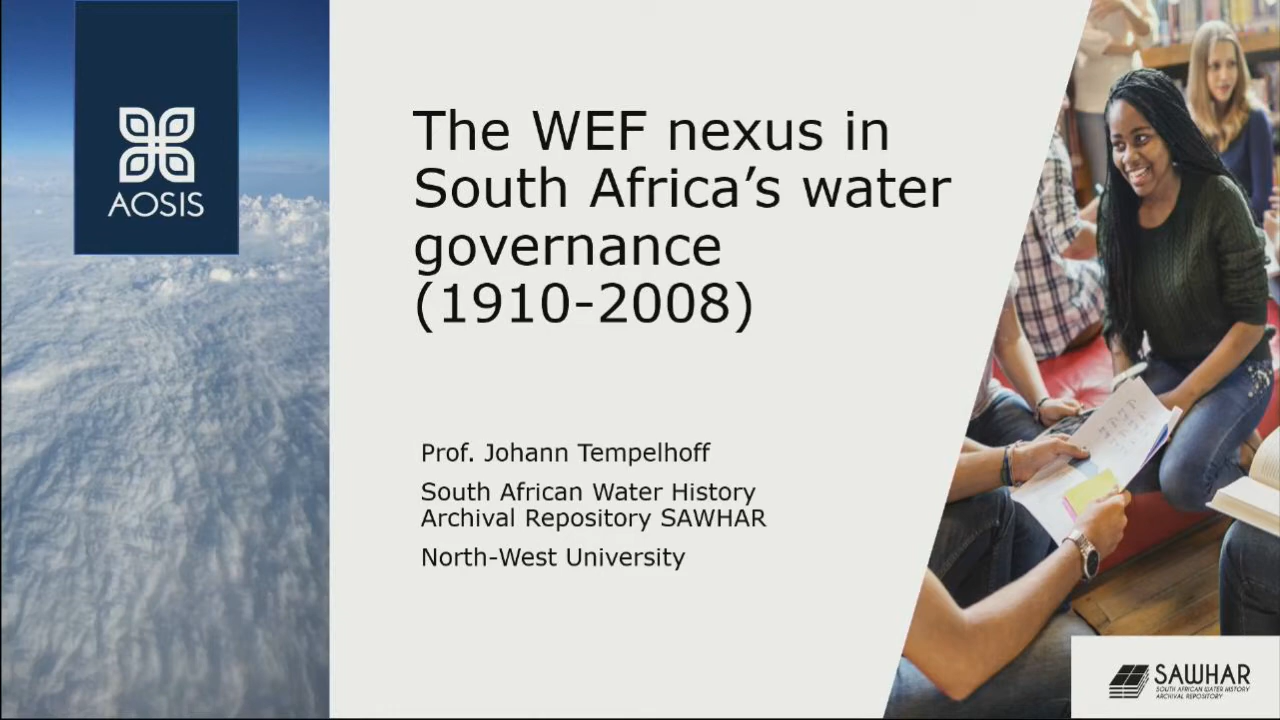 AOSIS
The WEF nexus in
South Africa’s water
governance
(1910-2008)
Prof. Johann Tempelhoff
South African Water History
Archival Repository SAWHAR
North-West University
SAWHAR
SOUTH AFRICAN WATER HISTORY
ARCHIVAL REPOSITORY